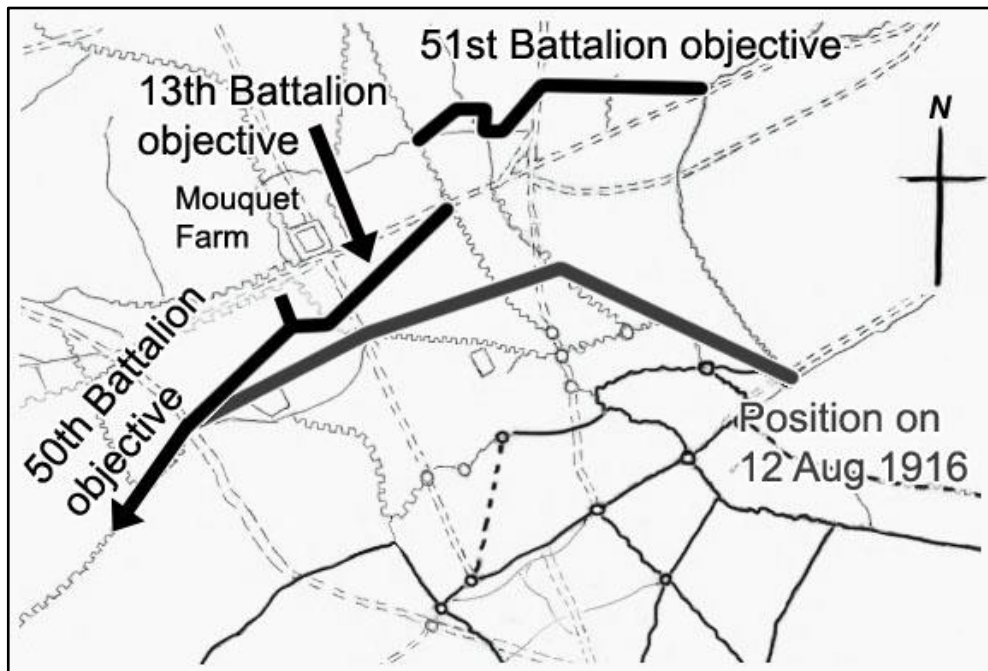 51st Battalion objective
13th Battalion
objective
N
Mouquet
Farm
50th Battalion
objective
Position on
12 Aug 1916